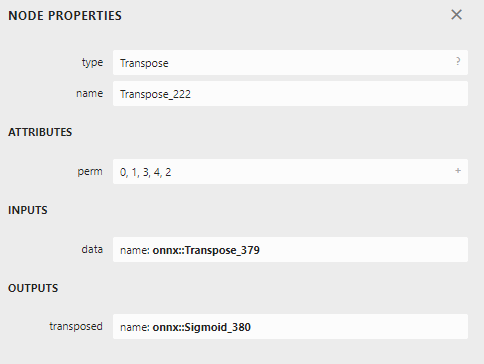 NODE PROPERTIES
type Transpose ?
name Transpose_222
ATTRIBUTES
perm 0, 1, 3, 4, 2 +
INPUTS
data name: onnx::Transpose_379
OUTPUTS
transposed name: onnx::Sigmoid_380